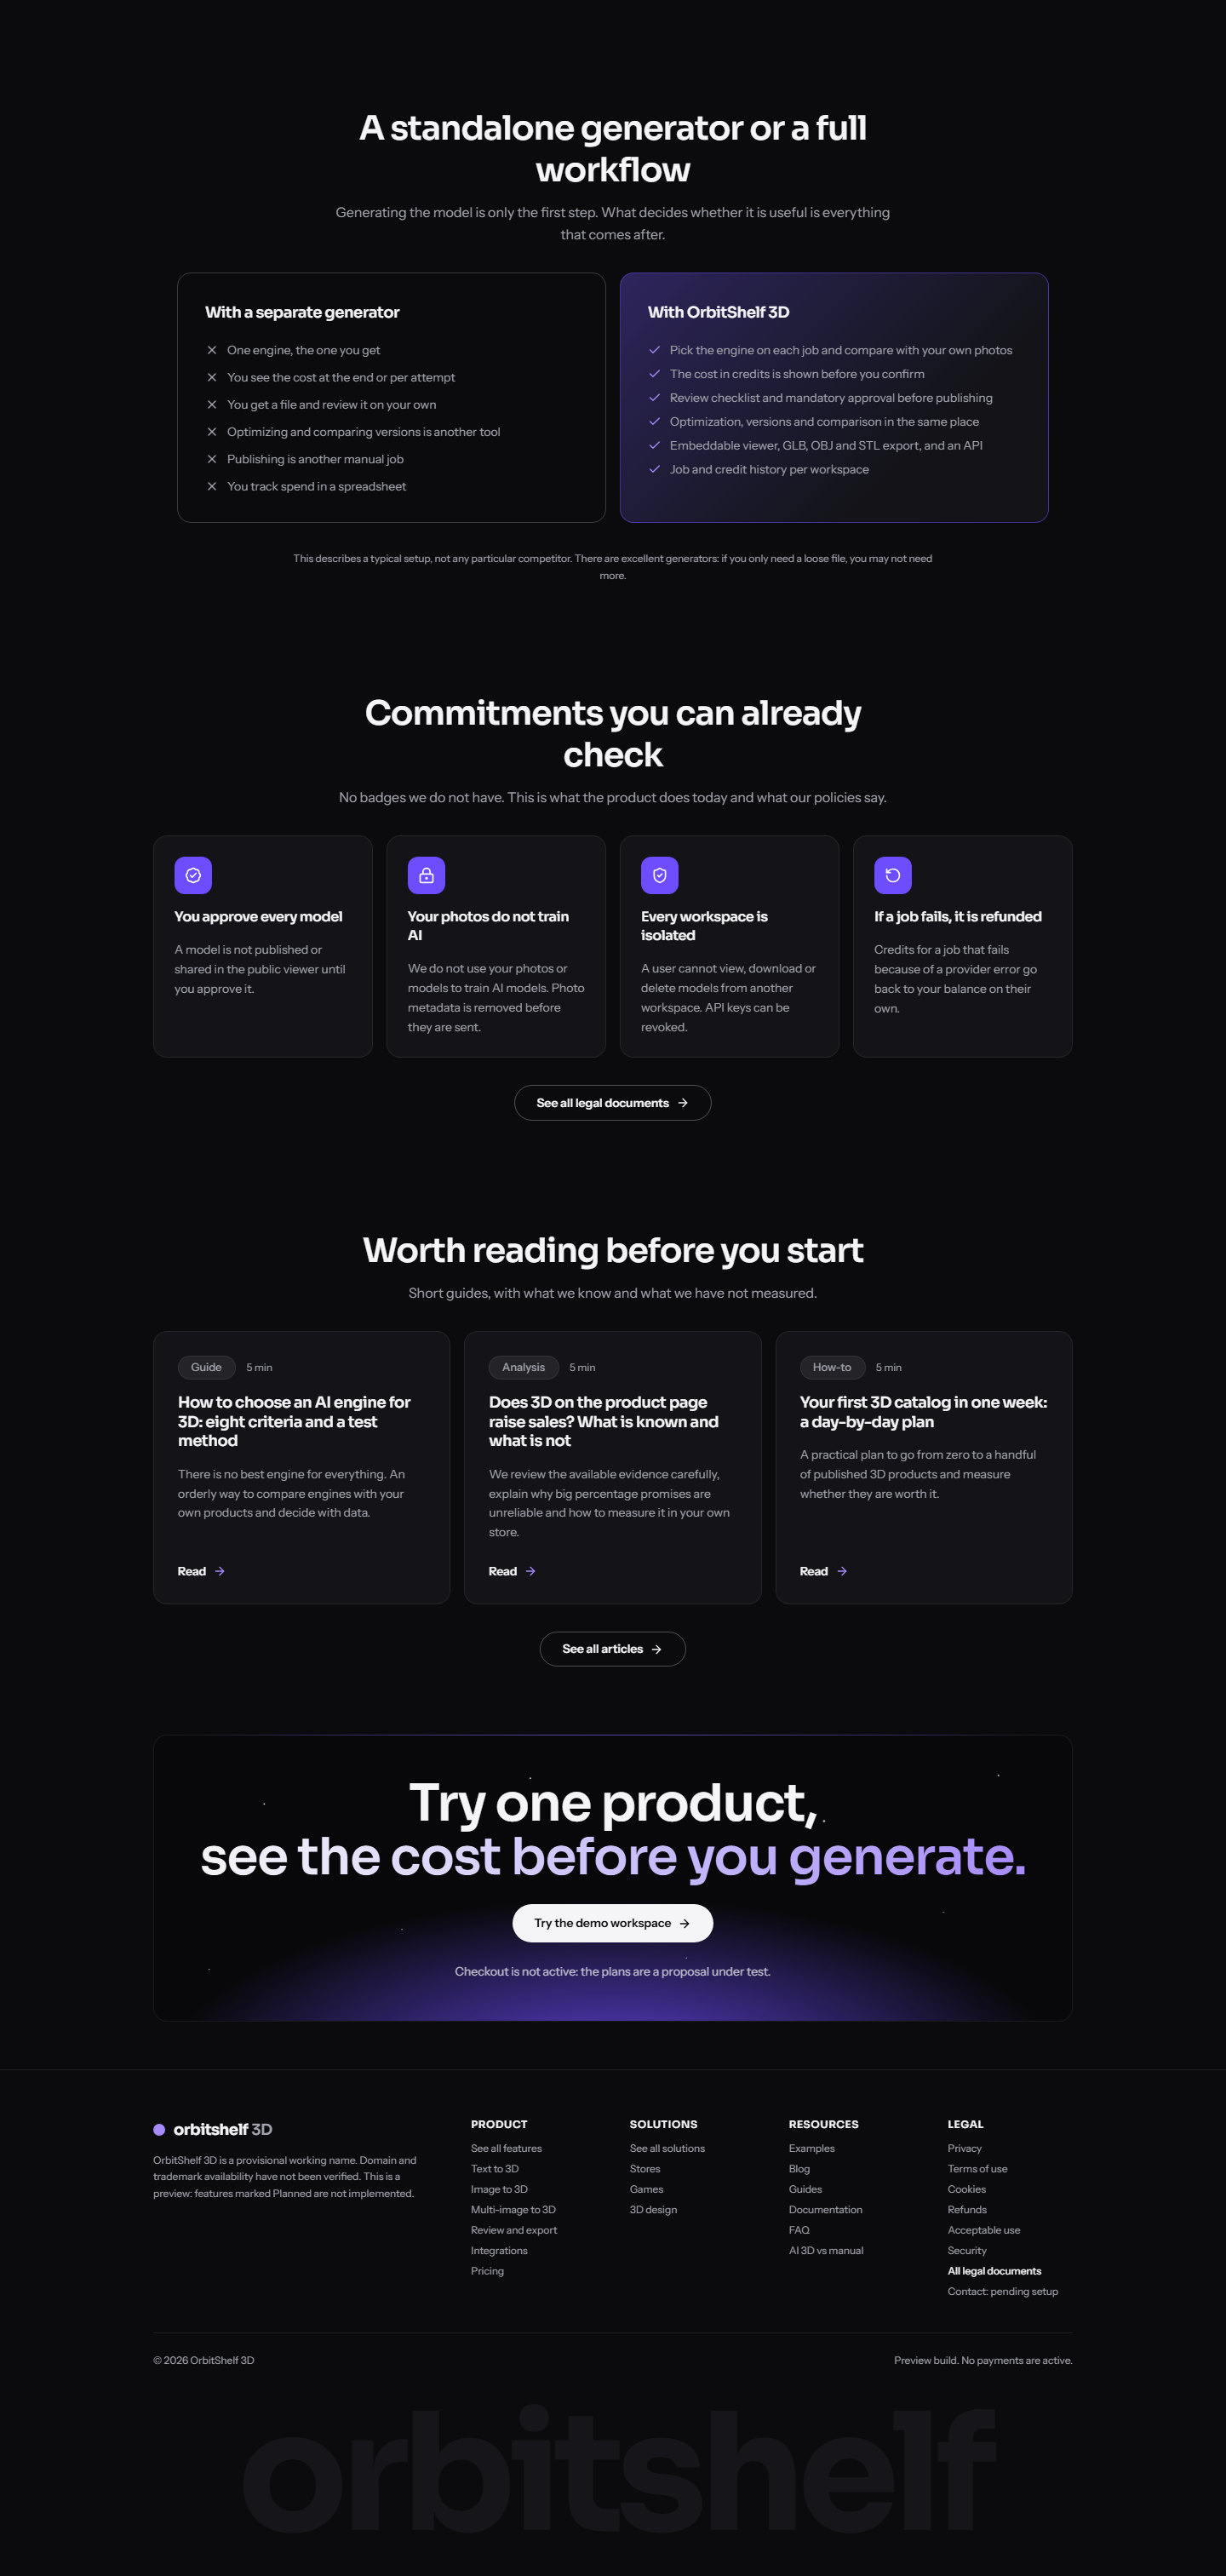 A standalone generator or a full
workflow
Generating the model is only the first step. What decides whether it is useful is everything
that comes after.
With a separate generator
One engine, the one you get
You see the cost at the end or per attempt
You get a file and review it on your own
Optimizing and comparing versions is another tool
Publishing is another manual job
You track spend in a spreadsheet
With OrbitShelf 3D
Pick the engine on each job and compare with your own photos
The cost in credits is shown before you confirm
Review checklist and mandatory approval before publishing
Optimization, versions and comparison in the same place
Embeddable viewer, GLB, OBJ and STL export, and an API
Job and credit history per workspace
This describes a typical setup, not any particular competitor. There are excellent generators: if you only need a loose file, you may not need
more.
Commitments you can already
check
No badges we do not have. This is what the product does today and what our policies say.
You approve every model
A model is not published or
shared in the public viewer until
you approve it.
Your photos do not train
AI
We do not use your photos or
models to train AI models. Photo
metadata is removed before
they are sent.
Every workspace is
isolated
A user cannot view, download or
delete models from another
workspace. API keys can be
revoked.
If a job fails, it is refunded
Credits for a job that fails
because of a provider error go
back to your balance on their
own.
See all legal documents
Worth reading before you start
Short guides, with what we know and what we have not measured.
Guide 5 min
How to choose an AI engine for
3D: eight criteria and a test
method
There is no best engine for everything. An
orderly way to compare engines with your
own products and decide with data.
Read
Analysis 5 min
Does 3D on the product page
raise sales? What is known and
what is not
We review the available evidence carefully,
explain why big percentage promises are
unreliable and how to measure it in your own
store.
Read
How-to 5 min
Your first 3D catalog in one week:
a day-by-day plan
A practical plan to go from zero to a handful
of published 3D products and measure
whether they are worth it.
Read
See all articles
Try one product,
see the cost before you generate.
Try the demo workspace
Checkout is not active: the plans are a proposal under test.
orbitshelf 3D
OrbitShelf 3D is a provisional working name. Domain and
trademark availability have not been verified. This is a
preview: features marked Planned are not implemented.
PRODUCT
See all features
Text to 3D
Image to 3D
Multi-image to 3D
Review and export
Integrations
Pricing
SOLUTIONS
See all solutions
Stores
Games
3D design
RESOURCES
Examples
Blog
Guides
Documentation
FAQ
AI 3D vs manual
LEGAL
Privacy
Terms of use
Cookies
Refunds
Acceptable use
Security
All legal documents
Contact: pending setup
© 2026 OrbitShelf 3D
Preview build. No payments are active.
orbitshelf